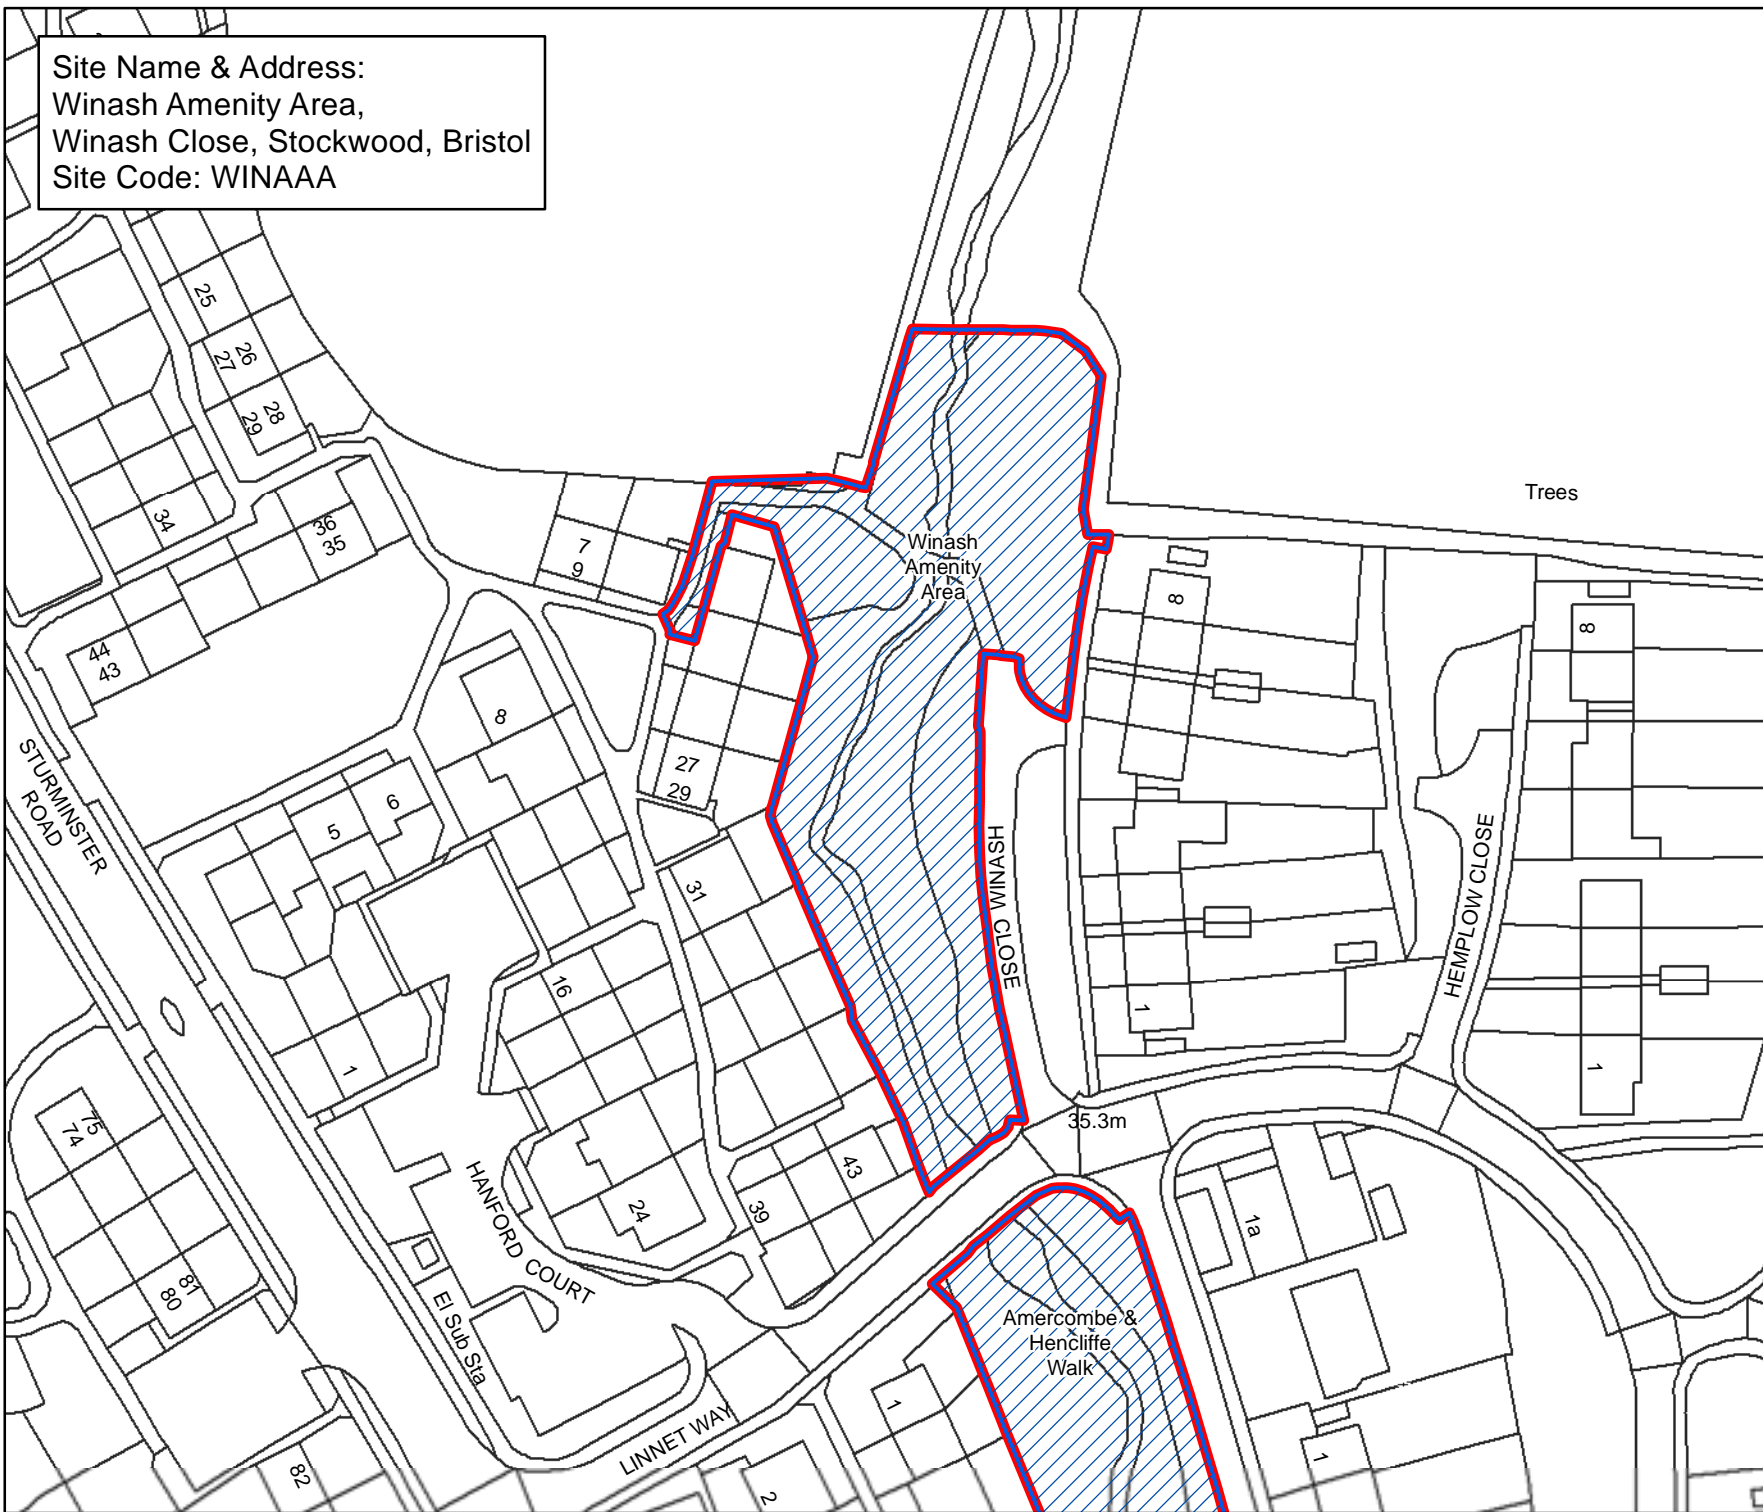 Site Name & Address:
Winash Amenity Area,
Winash Close, Stockwood, Bristol
Site Code: WINAAA
25
26
27
28
29
34
36
35
44
43
7
9
Trees
Winash
Amenity
Area
8
8
8
27
29
STURMINSTER
ROAD
6
5
31
WINASH
CLOSE
HEMPLOW CLOSE
16
1
1
1
75
74
35.3m
HANFORD COURT
43
39
24
1a
81
80
El Sub Sta
Amercombe &
Hencliffe
Walk
LINNET WAY
1
1
82
2